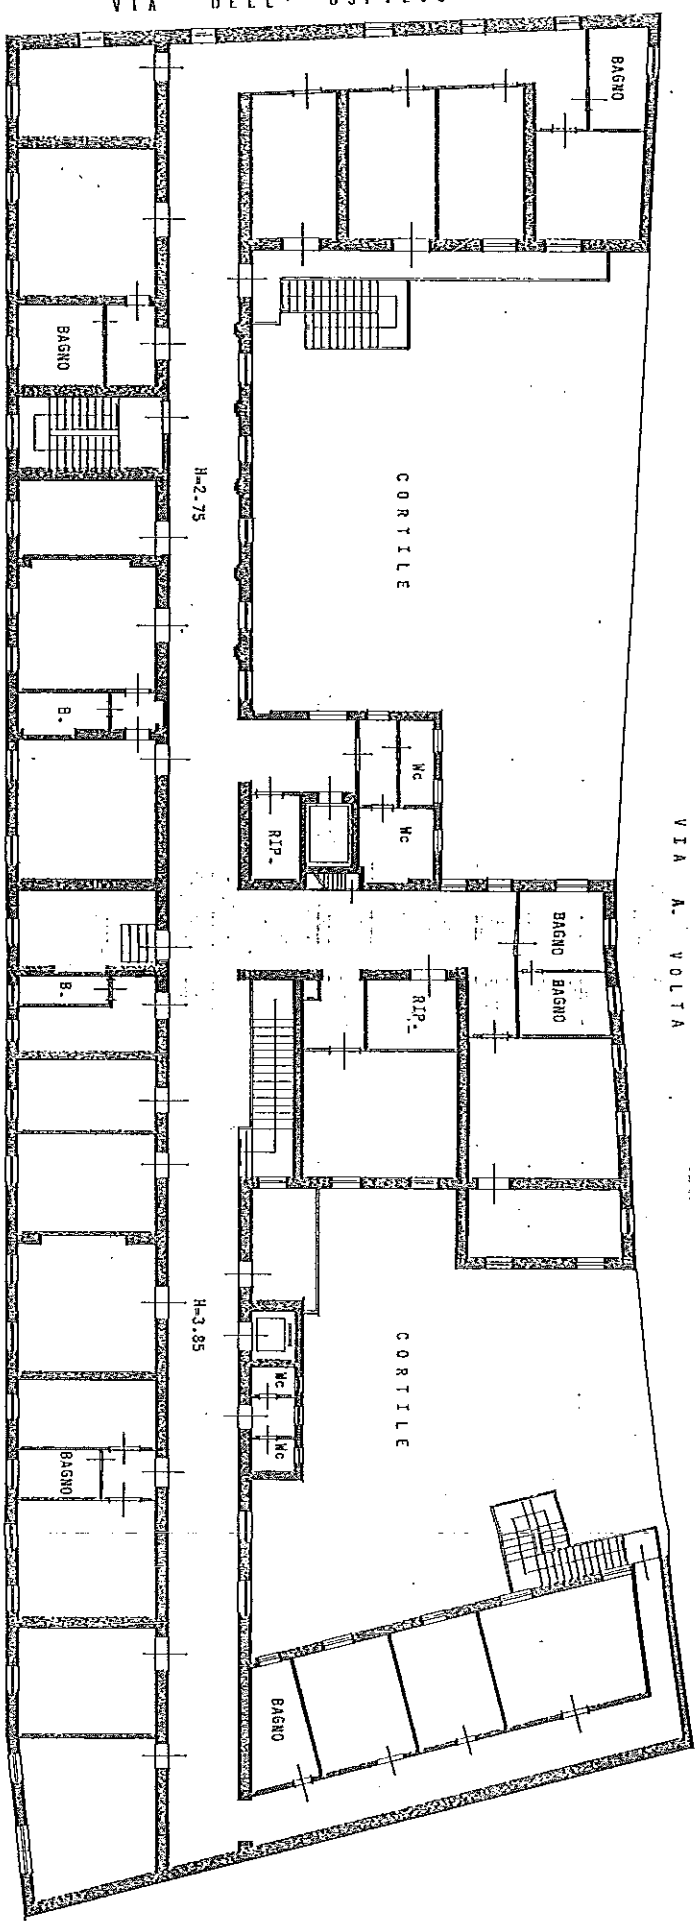 VIA DELL'
BAGNO
BAGNO
H=2.75
CORTILE
B.
Wc
Wc
RIP.
VIA A. VOLTA
BAGNO
BAGNO
B.
RIP.
H=3.85
CORTILE
Wc
Wc
BAGNO
BAGNO